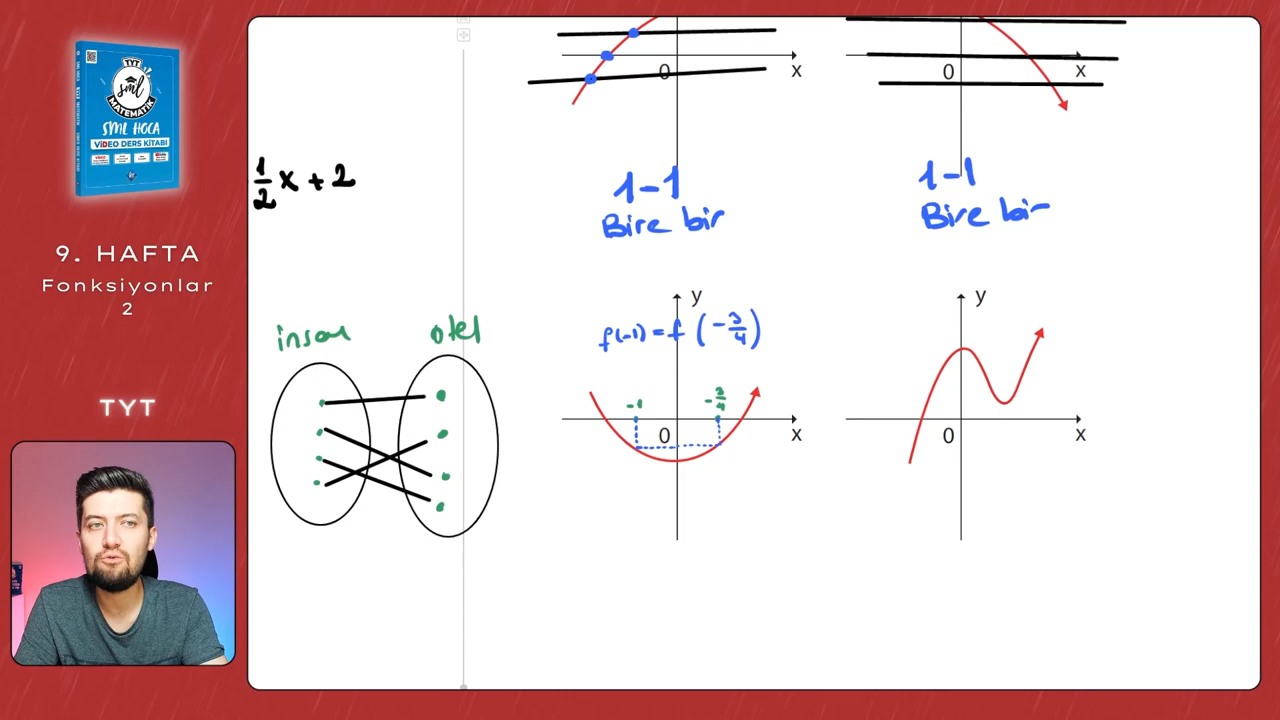 TYT
sml
MATEMATİK
SML HOCA
VİDEO DERS KİTABI
9. HAFTA
Fonksiyonlar
2
TYT
0
x
0
x
1/2 x + 2
1-1
Bire bir
1-1
Bire bir
insan
otel
y
f(-1) = f(-3/4)
-1
-3/4
0
x
y
0
x